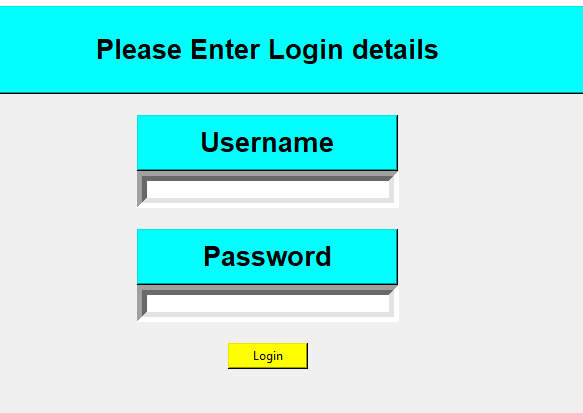 Please Enter Login details
Username
Password
Login